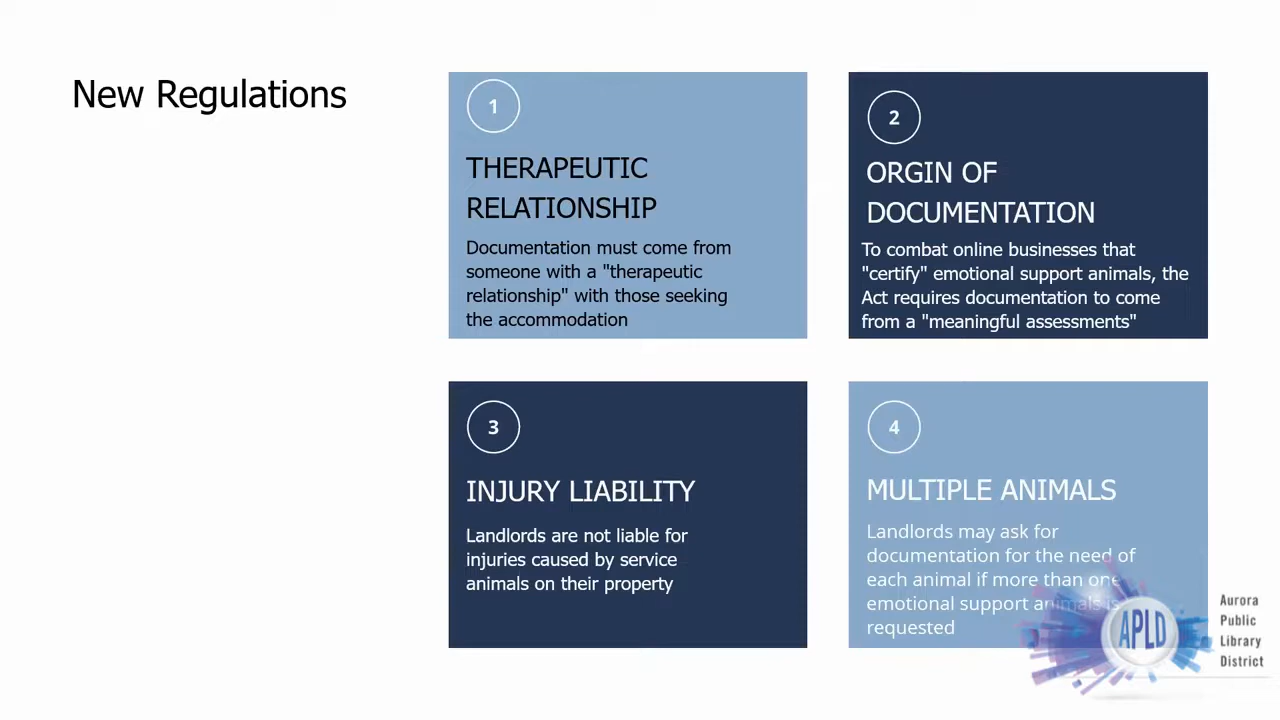 New Regulations
1
THERAPEUTIC
RELATIONSHIP
Documentation must come from
someone with a "therapeutic
relationship" with those seeking
the accommodation
2
ORGIN OF
DOCUMENTATION
To combat online businesses that
"certify" emotional support animals, the
Act requires documentation to come
from a "meaningful assessments"
3
INJURY LIABILITY
Landlords are not liable for
injuries caused by service
animals on their property
4
MULTIPLE ANIMALS
Landlords may ask for
documentation for the need of
each animal if more than one
emotional support animals is
requested
APLD
Aurora
Public
Library
District